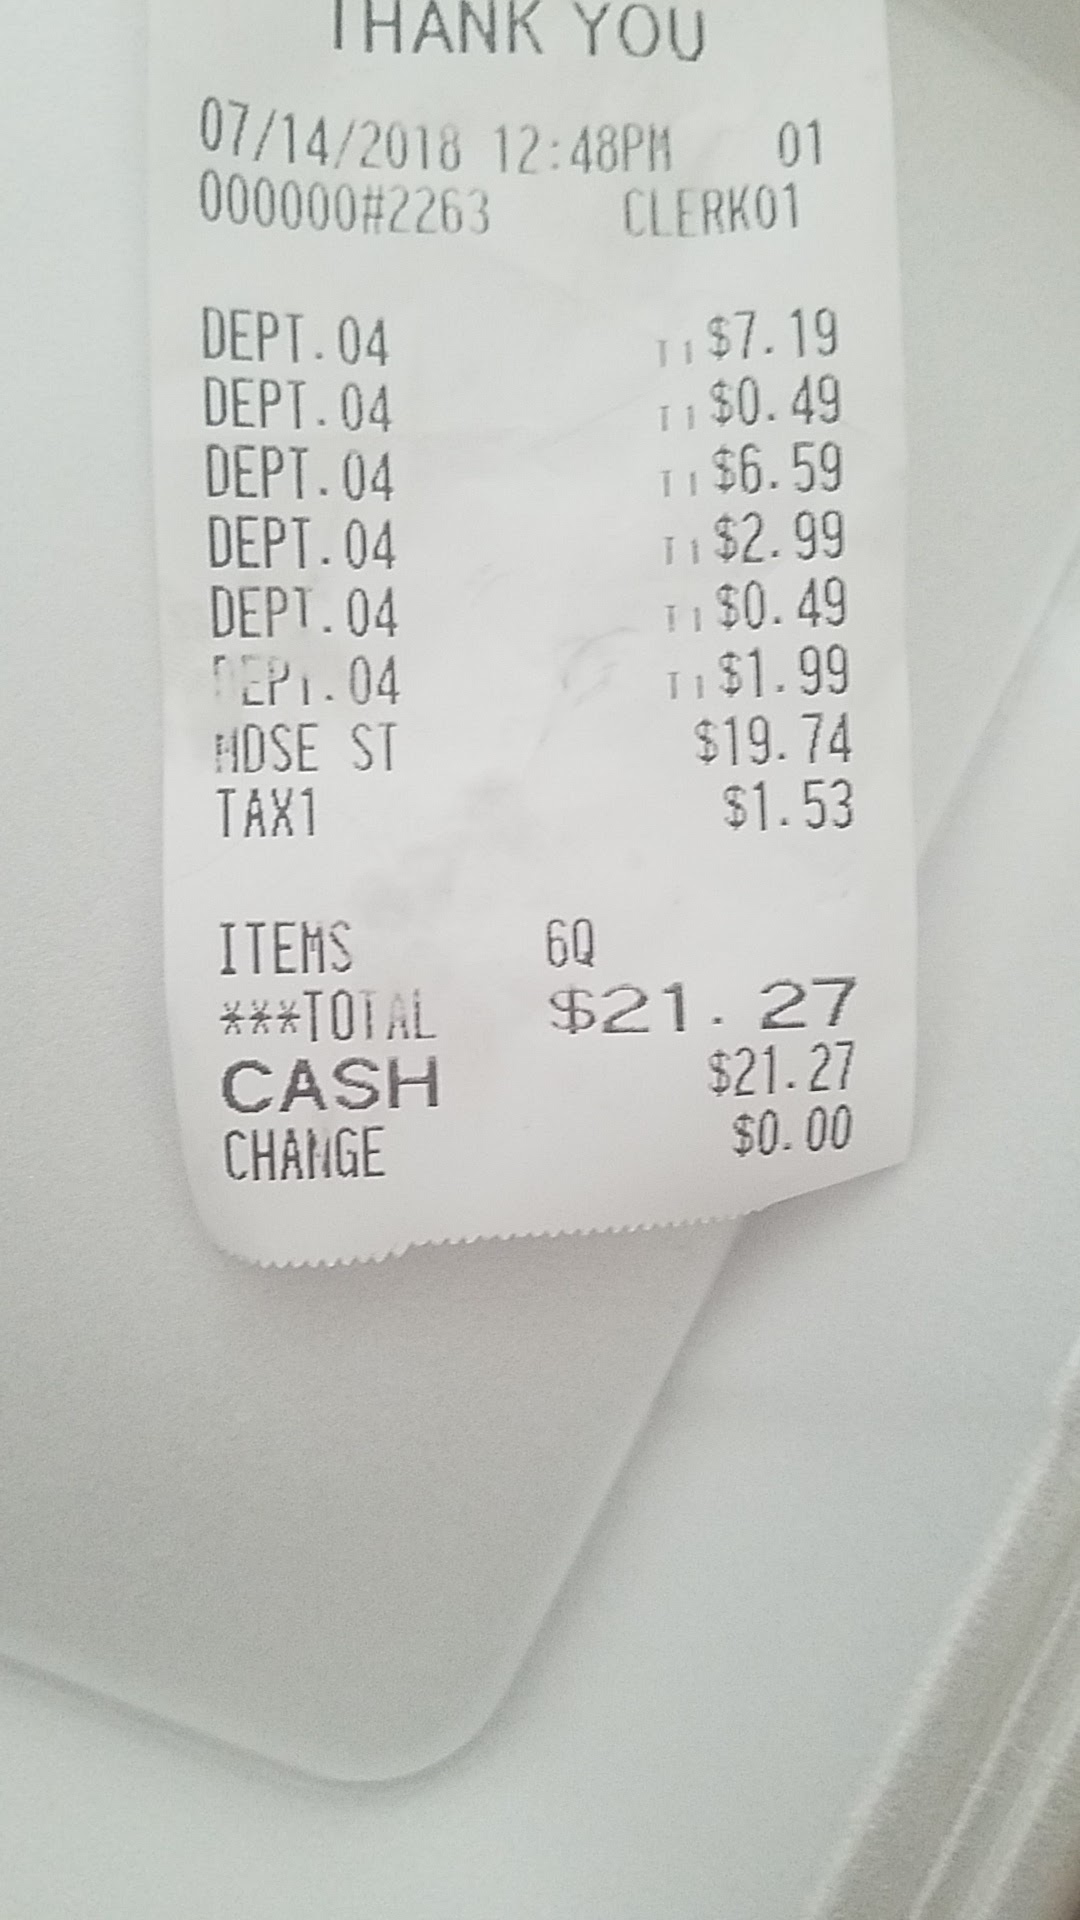 THANK YOU
07/14/2018 12:48PM 01
000000#2263 CLERK01
DEPT.04 T1 $7.19
DEPT.04 T1 $0.49
DEPT.04 T1 $6.59
DEPT.04 T1 $2.99
DEPT.04 T1 $0.49
DEPT.04 T1 $1.99
MDSE ST $19.74
TAX1 $1.53
ITEMS 6Q
***TOTAL $21.27
CASH $21.27
CHANGE $0.00